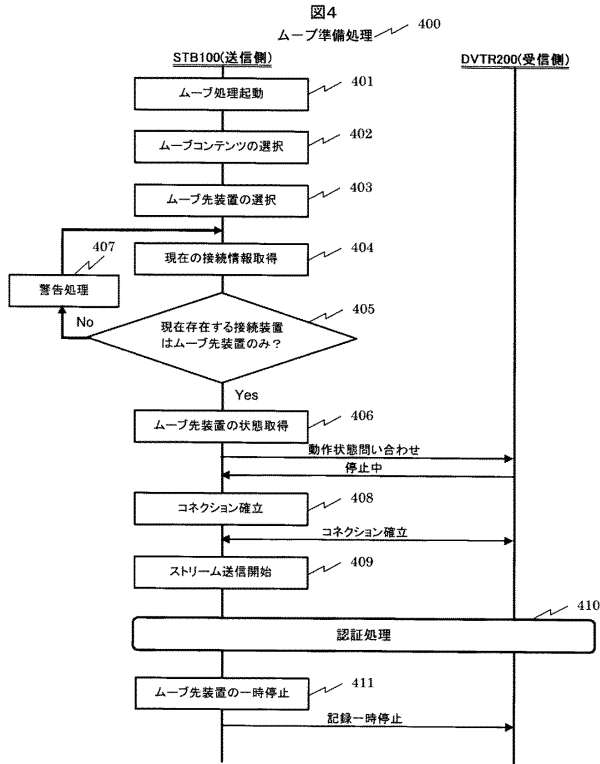 図4
ムーブ準備処理 400
STB100(送信側) DVTR200(受信側)
ムーブ処理起動 401
ムーブコンテンツの選択 402
ムーブ先装置の選択 403
現在の接続情報取得 404
407
警告処理
現在存在する接続装置
はムーブ先装置のみ？
405
No
Yes
ムーブ先装置の状態取得 406
動作状態問い合わせ
停止中
コネクション確立 408
コネクション確立
ストリーム送信開始 409
認証処理 410
ムーブ先装置の一時停止 411
記録一時停止